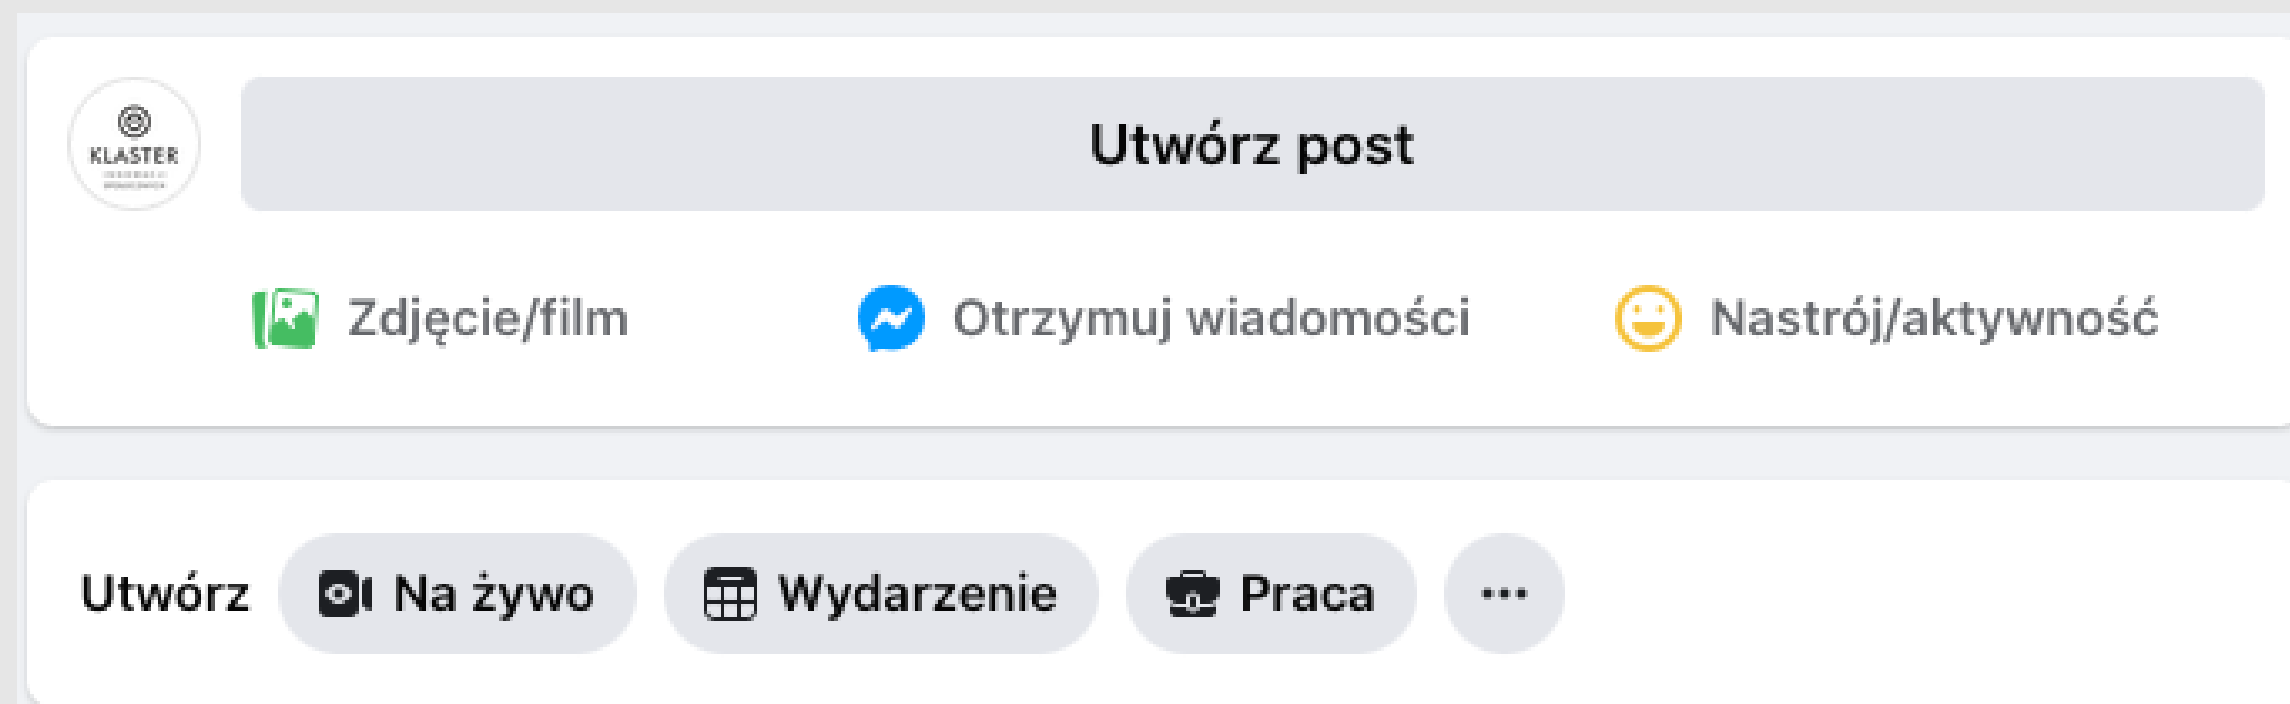 KLASTER
Utwórz post
Zdjęcie/film Otrzymuj wiadomości Nastrój/aktywność
Utwórz Na żywo Wydarzenie Praca ...